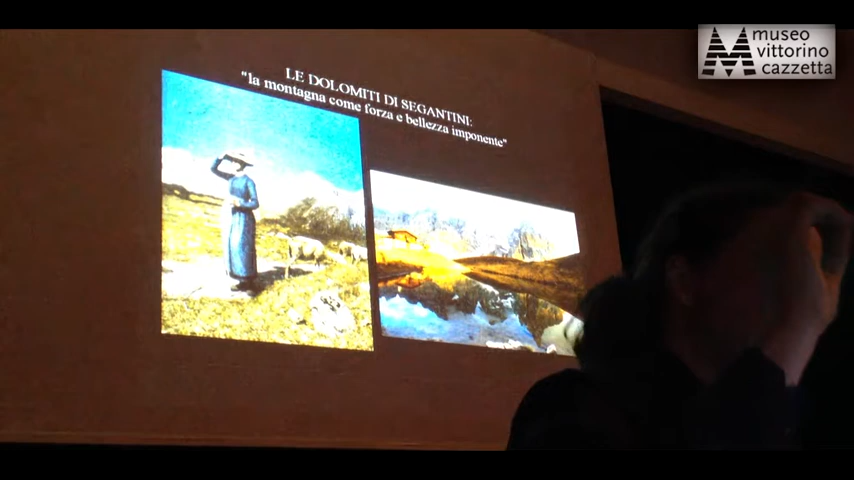 LE DOLOMITI DI SEGANTINI:
"la montagna come forza e bellezza imponente"
museo
vittorino
cazzetta